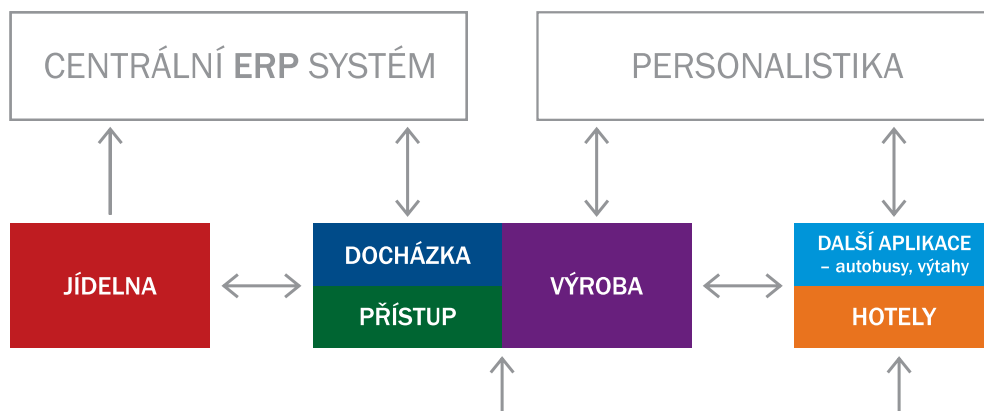 CENTRÁLNÍ ERP SYSTÉM
PERSONALISTIKA
JÍDELNA
DOCHÁZKA
PŘÍSTUP
VÝROBA
DALŠÍ APLIKACE
– autobusy, výtahy
HOTELY